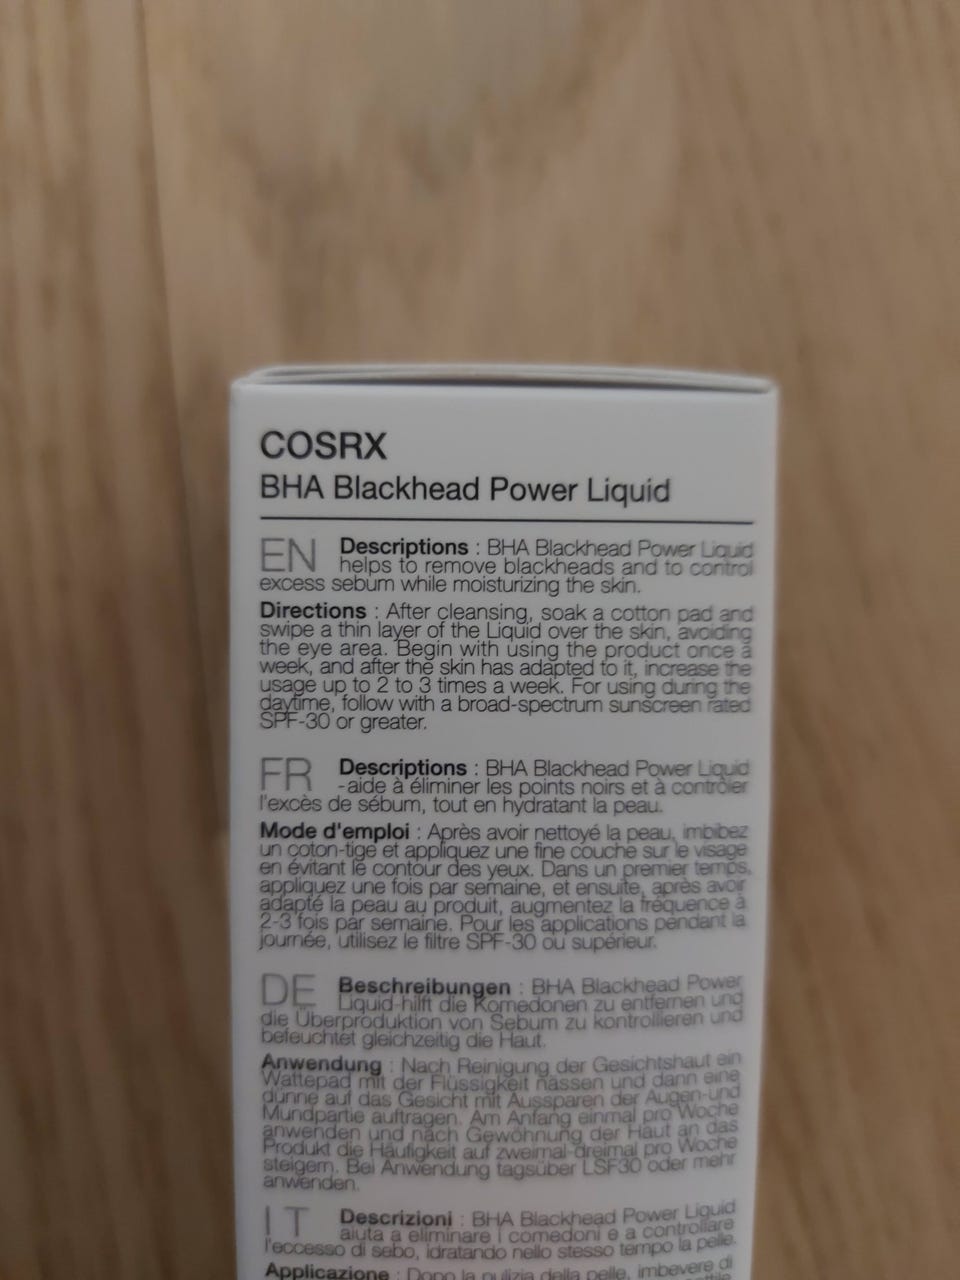 COSRX
BHA Blackhead Power Liquid
EN Descriptions : BHA Blackhead Power Liquid
helps to remove blackheads and to control
excess sebum while moisturizing the skin.
Directions : After cleansing, soak a cotton pad and
swipe a thin layer of the Liquid over the skin, avoiding
the eye area. Begin with using the product once a
week, and after the skin has adapted to it, increase the
usage up to 2 to 3 times a week. For using during the
daytime, follow with a broad-spectrum sunscreen rated
SPF-30 or greater.
FR Descriptions : BHA Blackhead Power Liquid
-aide à éliminer les points noirs et à contrôler
l'excès de sébum, tout en hydratant la peau.
Mode d'emploi : Après avoir nettoyé la peau, imbibez
un coton-tige et appliquez une fine couche sur le visage
en évitant le contour des yeux. Dans un premier temps,
appliquez une fois par semaine, et ensuite, après avoir
adapté la peau au produit, augmentez la fréquence à
2-3 fois par semaine. Pour les applications pendant la
journée, utilisez le filtre SPF-30 ou supérieur.
DE Beschreibungen : BHA Blackhead Power
Liquid-hilft die Komedonen zu entfernen und
die Überproduktion von Sebum zu kontrollieren und
befeuchtet gleichzeitig die Haut.
Anwendung : Nach Reinigung der Gesichtshaut ein
Wattepad mit der Flüssigkeit nässen und dann eine
dünne auf das Gesicht mit Aussparen der Augen-und
Mundpartie auftragen. Am Anfang einmal pro Woche
anwenden und nach Gewöhnung der Haut an das
Produkt die Häufigkeit auf zweimal-dreimal pro Woche
steigern. Bei Anwendung tagsüber LSF30 oder mehr
anwenden.
IT Descrizioni : BHA Blackhead Power Liquid
aiuta a eliminare i comedoni e a controllare
l'eccesso di sebo, idratando nello stesso tempo la pelle.
Applicazione : Dopo la pulizia della pelle, imbevere di